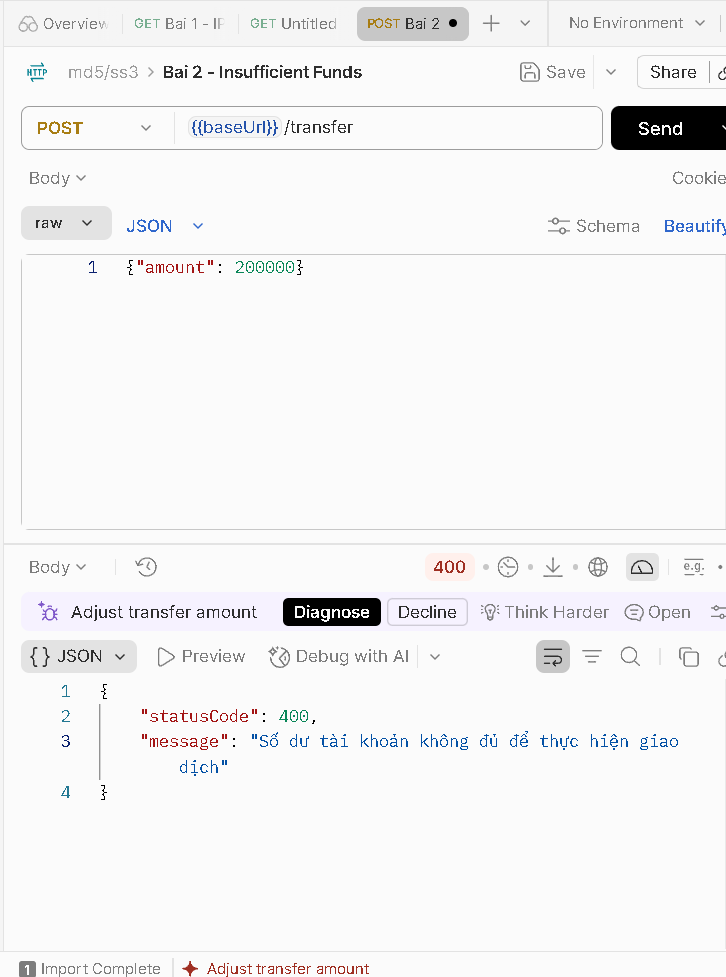 Overview GET Bai 1 - IF GET Untitled POST Bai 2 No Environment
HTTP md5/ss3 > Bai 2 - Insufficient Funds Save Share
POST {{baseUrl}}/transfer Send
Body Cookie
raw JSON Schema Beautify
1 {"amount": 200000}
Body 400 e.g.
Adjust transfer amount Diagnose Decline Think Harder Open
{} JSON Preview Debug with AI
1 {
2 "statusCode": 400,
3 "message": "Số dư tài khoản không đủ để thực hiện giao
dịch"
4 }
1 Import Complete Adjust transfer amount